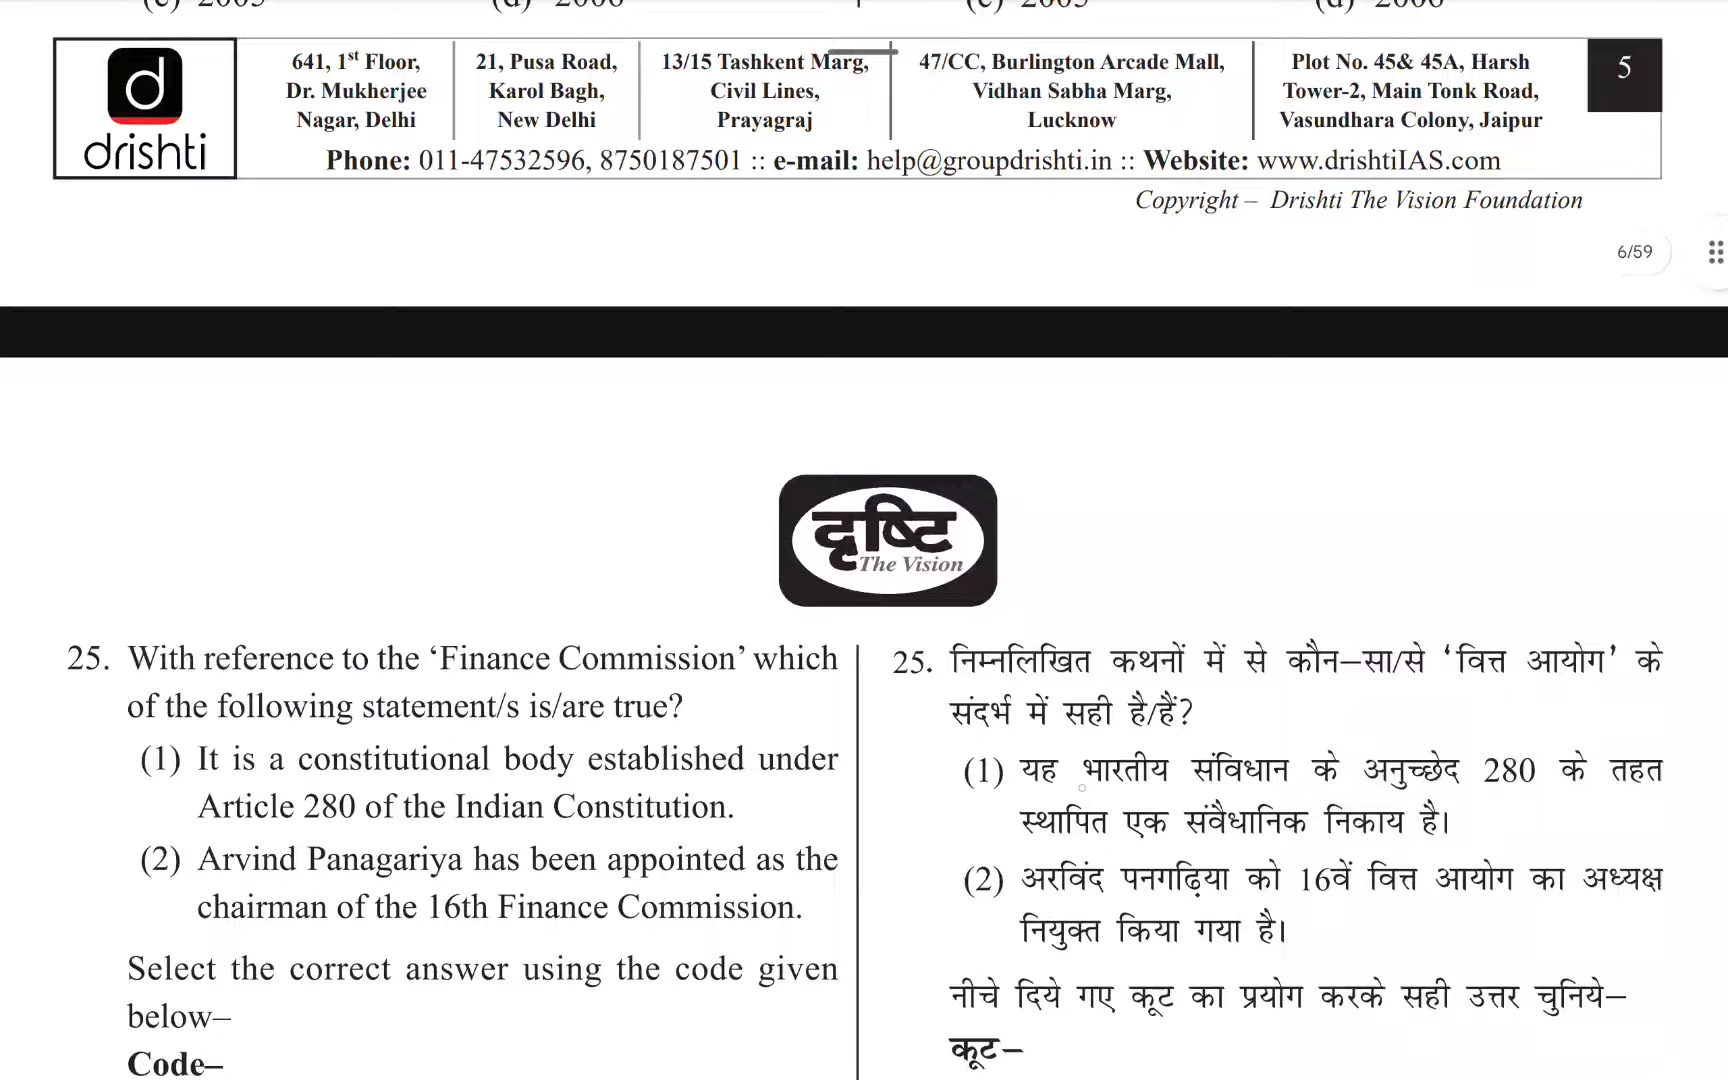 (c) 2005 (d) 2006 (c) 2005 (d) 2006
641, 1st Floor,
Dr. Mukherjee
Nagar, Delhi
21, Pusa Road,
Karol Bagh,
New Delhi
13/15 Tashkent Marg,
Civil Lines,
Prayagraj
47/CC, Burlington Arcade Mall,
Vidhan Sabha Marg,
Lucknow
Plot No. 45& 45A, Harsh
Tower-2, Main Tonk Road,
Vasundhara Colony, Jaipur
5
d
drishti
Phone: 011-47532596, 8750187501 :: e-mail: help@groupdrishti.in :: Website: www.drishtiIAS.com
Copyright – Drishti The Vision Foundation
6/59
दृष्टि
The Vision
25. With reference to the ‘Finance Commission’ which
of the following statement/s is/are true?
(1) It is a constitutional body established under
Article 280 of the Indian Constitution.
(2) Arvind Panagariya has been appointed as the
chairman of the 16th Finance Commission.
Select the correct answer using the code given
below–
Code–
25. निम्नलिखित कथनों में से कौन–सा/से ‘वित्त आयोग’ के
संदर्भ में सही है/हैं?
(1) यह भारतीय संविधान के अनुच्छेद 280 के तहत
स्थापित एक संवैधानिक निकाय है।
(2) अरविंद पनगढ़िया को 16वें वित्त आयोग का अध्यक्ष
नियुक्त किया गया है।
नीचे दिये गए कूट का प्रयोग करके सही उत्तर चुनिये–
कूट–